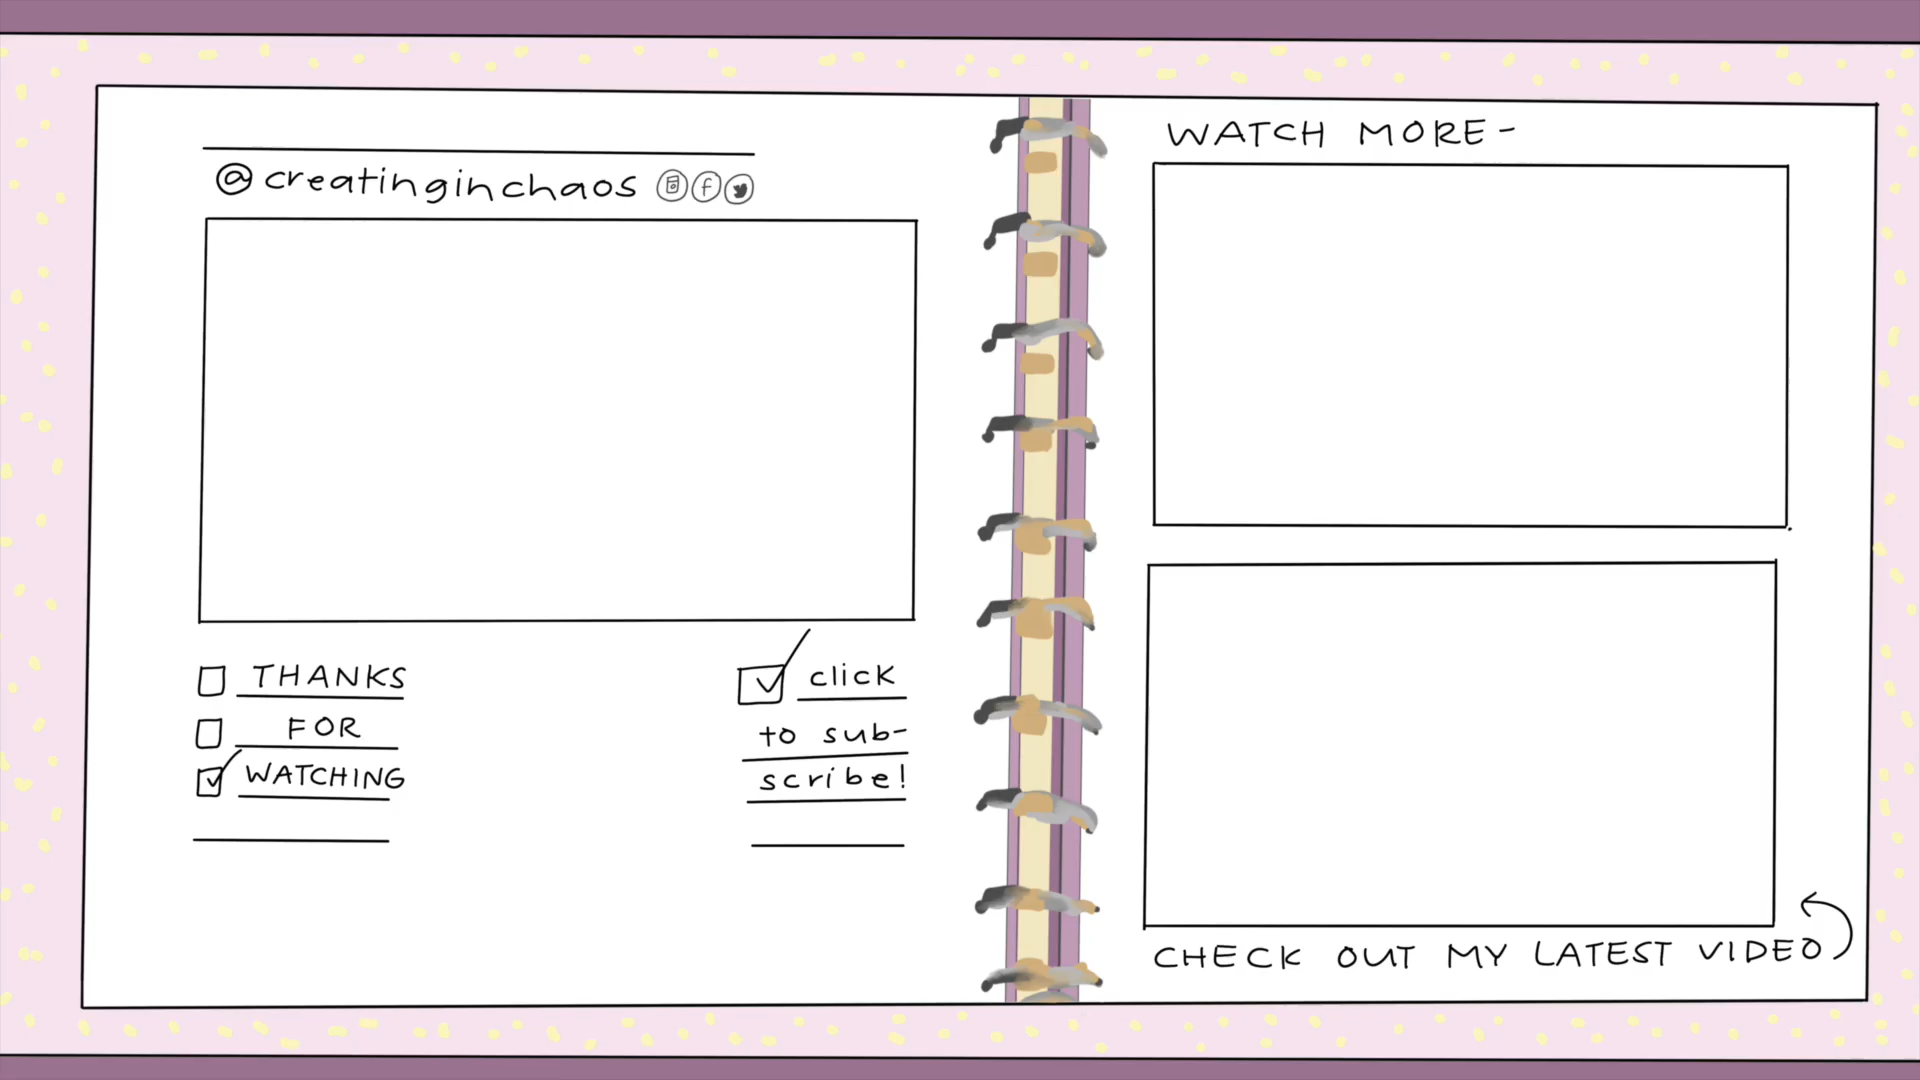 @creatinginchaos
THANKS
FOR
WATCHING
click
to sub-
scribe!
WATCH MORE-
CHECK OUT MY LATEST VIDEO